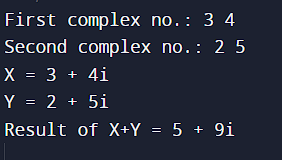 First complex no.: 3 4
Second complex no.: 2 5
X = 3 + 4i
Y = 2 + 5i
Result of X+Y = 5 + 9i